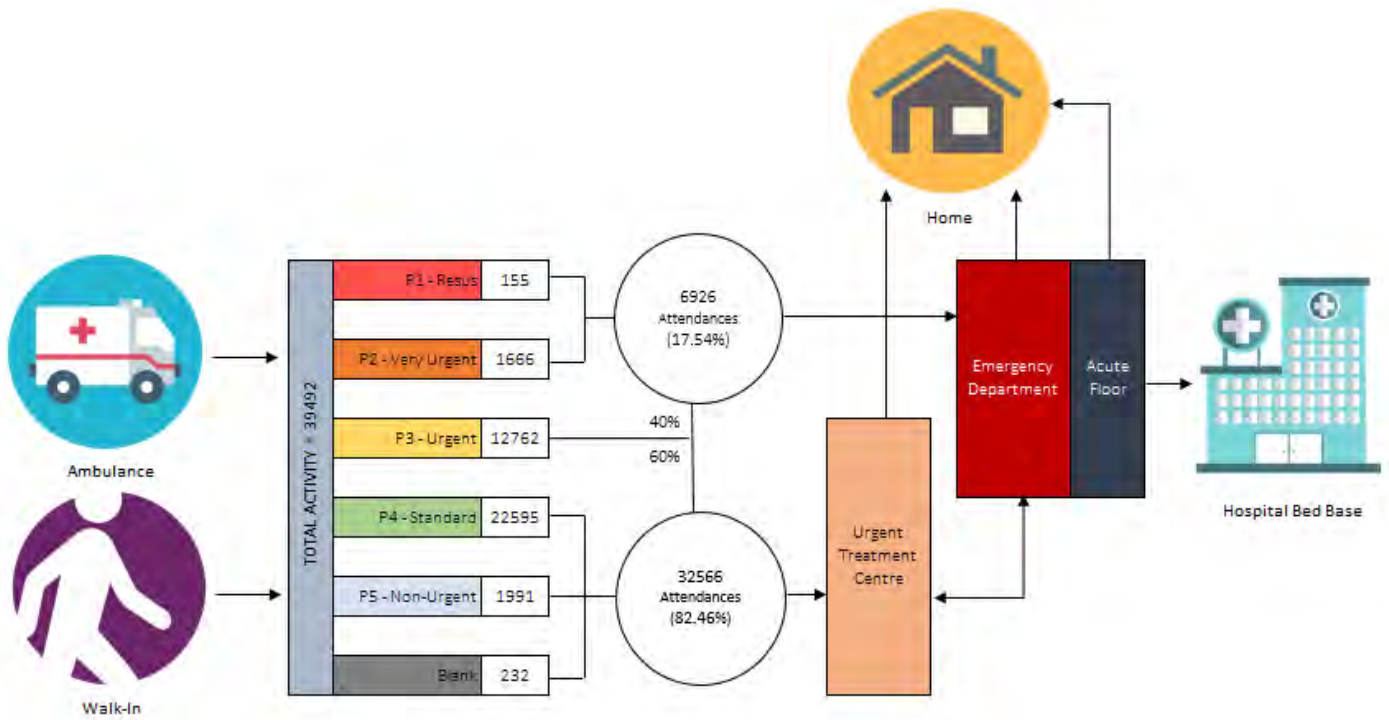 Home
Ambulance
Walk-In
TOTAL ACTIVITY = 39492
P1 - Resus 155
P2 - Very Urgent 1666
P3 - Urgent 12762
P4 - Standard 22595
P5 - Non-Urgent 1991
Blank 232
6926
Attendances
(17.54%)
40%
60%
32566
Attendances
(82.46%)
Urgent
Treatment
Centre
Emergency
Department
Acute
Floor
Hospital Bed Base